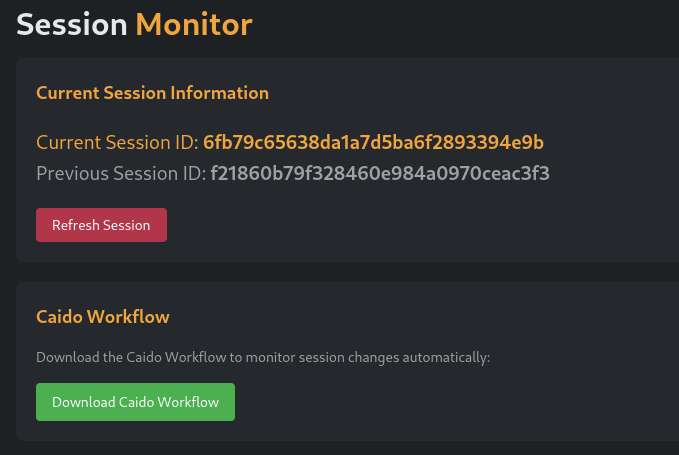 Session Monitor
Current Session Information
Current Session ID: 6fb79c65638da1a7d5ba6f2893394e9b
Previous Session ID: f21860b79f328460e984a0970ceac3f3
Refresh Session
Caido Workflow
Download the Caido Workflow to monitor session changes automatically:
Download Caido Workflow